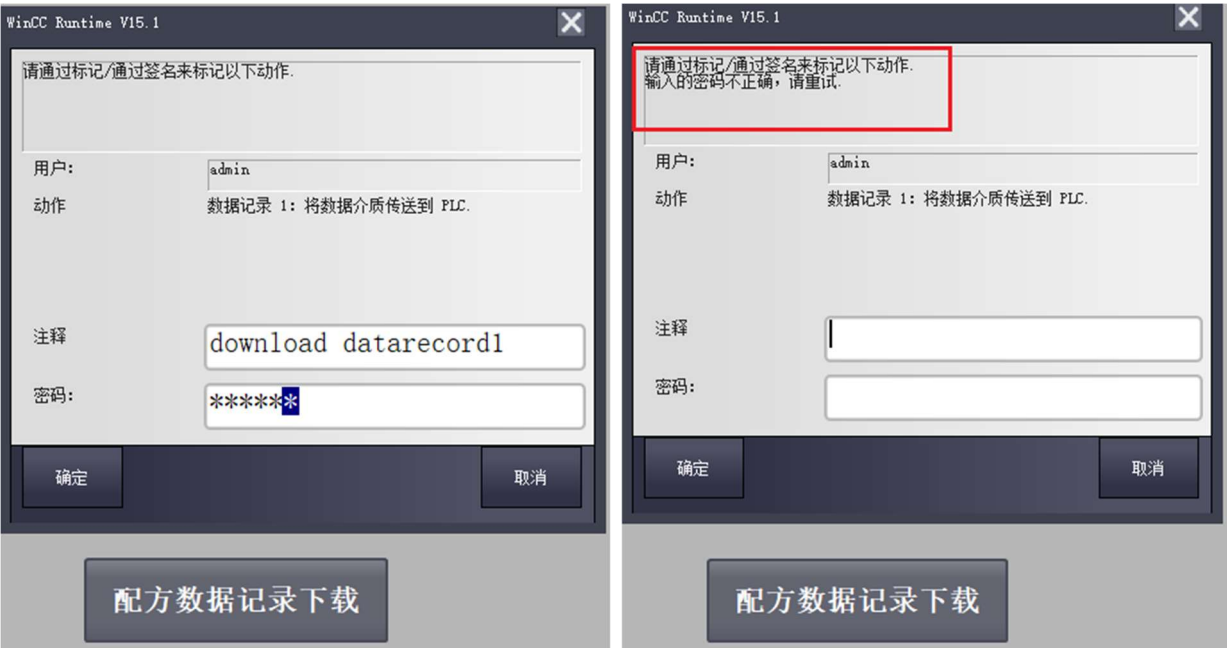 WinCC Runtime V15.1
请通过标记/通过签名来标记以下动作.
用户:
admin
动作
数据记录 1: 将数据介质传送到 PLC.
注释
download datarecord1
密码:
******
确定
取消
配方数据记录下载
WinCC Runtime V15.1
请通过标记/通过签名来标记以下动作.
输入的密码不正确，请重试.
用户:
admin
动作
数据记录 1: 将数据介质传送到 PLC.
注释
密码:
确定
取消
配方数据记录下载